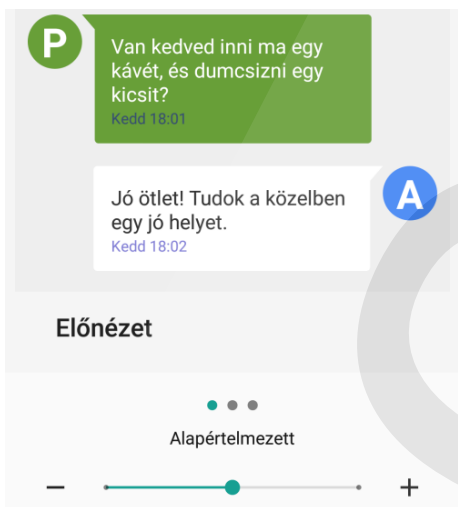 P
Van kedved inni ma egy
kávét, és dumcsizni egy
kicsit?
Kedd 18:01
Jó ötlet! Tudok a közelben
egy jó helyet.
Kedd 18:02
A
Előnézet
Alapértelmezett
− +